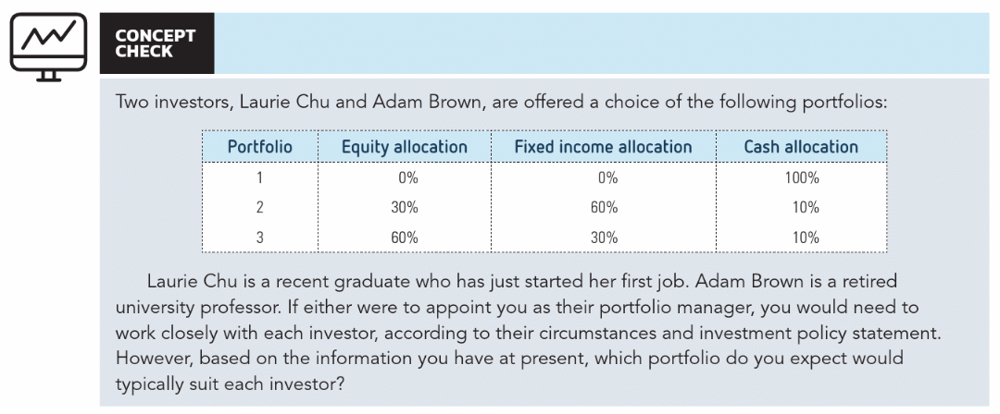 CONCEPT
CHECK
Two investors, Laurie Chu and Adam Brown, are offered a choice of the following portfolios:
Portfolio Equity allocation Fixed income allocation Cash allocation
1 0% 0% 100%
2 30% 60% 10%
3 60% 30% 10%
Laurie Chu is a recent graduate who has just started her first job. Adam Brown is a retired
university professor. If either were to appoint you as their portfolio manager, you would need to
work closely with each investor, according to their circumstances and investment policy statement.
However, based on the information you have at present, which portfolio do you expect would
typically suit each investor?